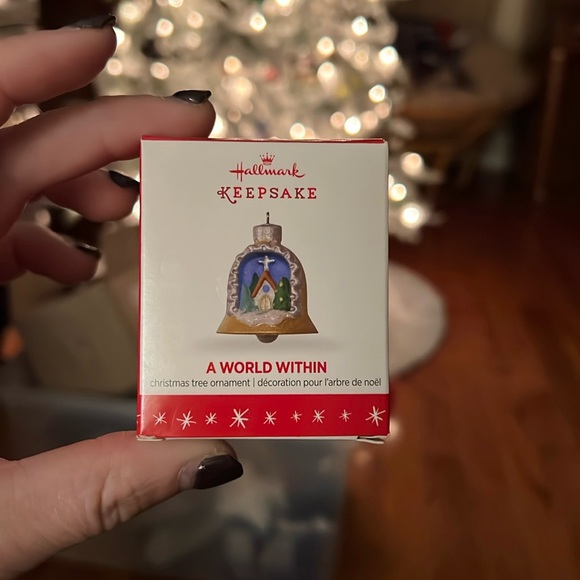 Hallmark
KEEPSAKE
A WORLD WITHIN
christmas tree ornament | décoration pour l'arbre de noël